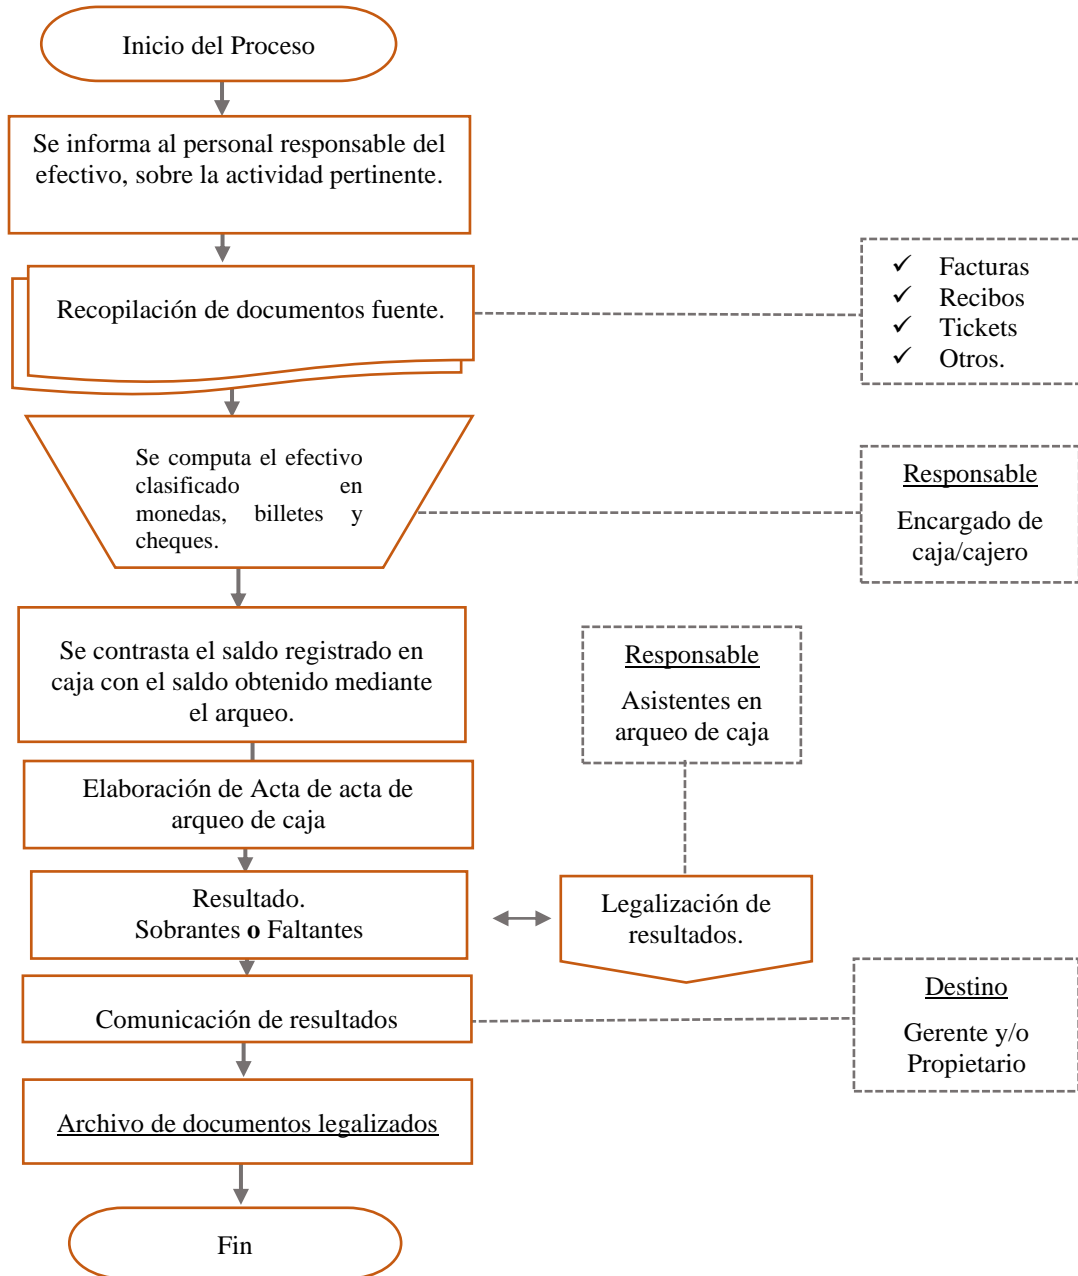 Inicio del Proceso
Se informa al personal responsable del
efectivo, sobre la actividad pertinente.
Recopilación de documentos fuente.
✓ Facturas
✓ Recibos
✓ Tickets
✓ Otros.
Se computa el efectivo
clasificado en
monedas, billetes y
cheques.
Responsable
Encargado de
caja/cajero
Se contrasta el saldo registrado en
caja con el saldo obtenido mediante
el arqueo.
Responsable
Asistentes en
arqueo de caja
Elaboración de Acta de acta de
arqueo de caja
Resultado.
Sobrantes o Faltantes
Legalización de
resultados.
Comunicación de resultados
Destino
Gerente y/o
Propietario
Archivo de documentos legalizados
Fin